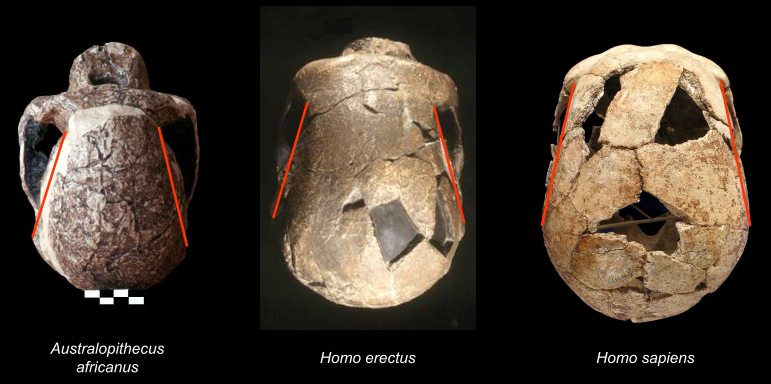 Australopithecus
africanus
Homo erectus
Homo sapiens